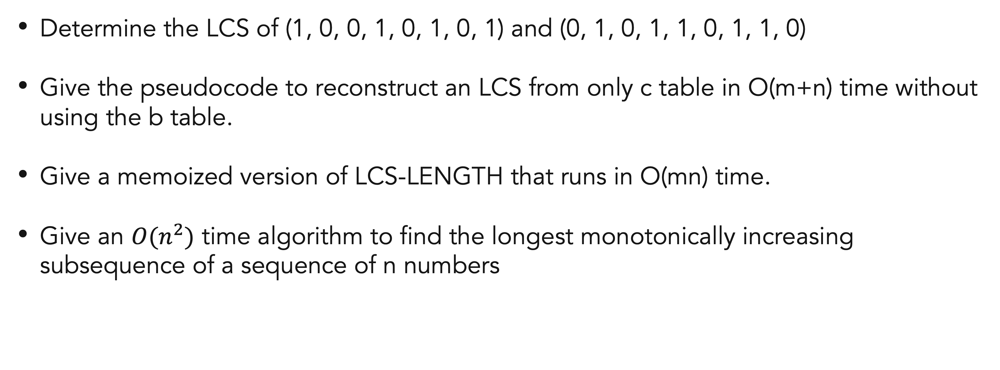 • Determine the LCS of (1, 0, 0, 1, 0, 1, 0, 1) and (0, 1, 0, 1, 1, 0, 1, 1, 0)
• Give the pseudocode to reconstruct an LCS from only c table in O(m+n) time without
using the b table.
• Give a memoized version of LCS-LENGTH that runs in O(mn) time.
• Give an O(n²) time algorithm to find the longest monotonically increasing
subsequence of a sequence of n numbers